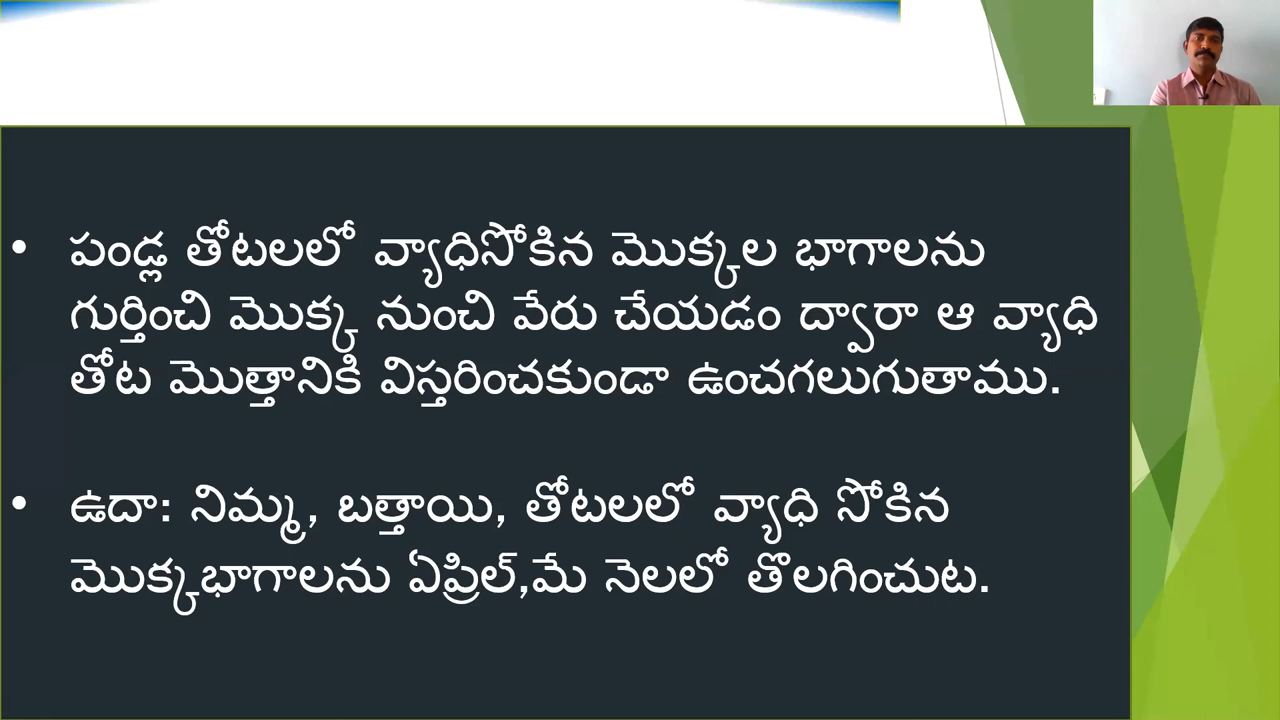 • పండ్ల తోటలలో వ్యాధిసోకిన మొక్కల భాగాలను
గుర్తించి మొక్క నుంచి వేరు చేయడం ద్వారా ఆ వ్యాధి
తోట మొత్తానికి విస్తరించకుండా ఉంచగలుగుతాము.
• ఉదా: నిమ్మ, బత్తాయి, తోటలలో వ్యాధి సోకిన
మొక్కభాగాలను ఏప్రిల్,మే నెలలో తొలగించుట.